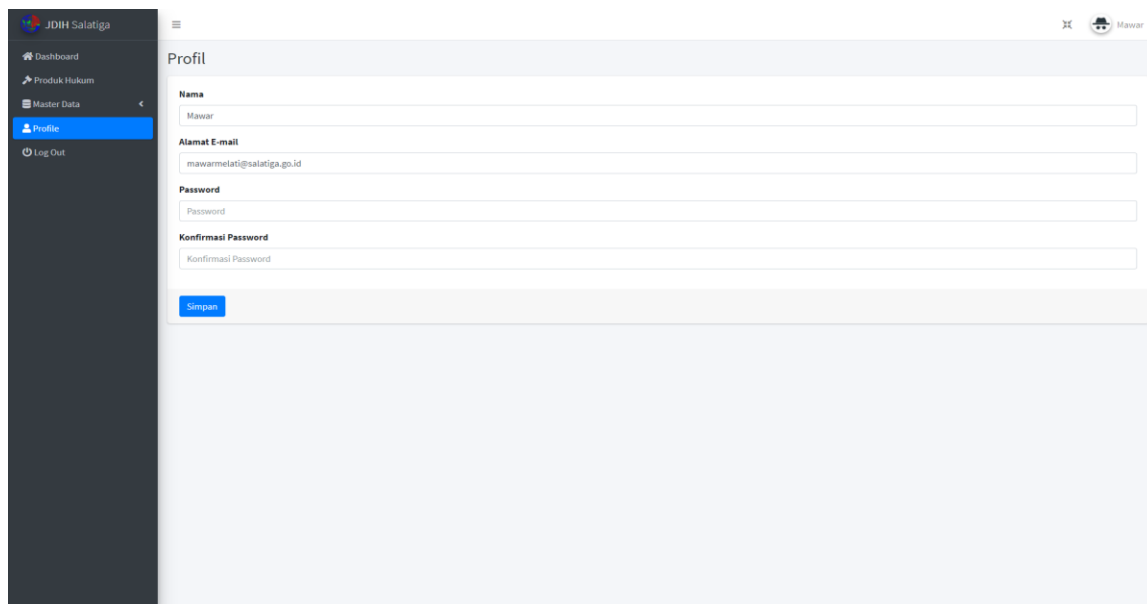 JDIH Salatiga
Dashboard
Produk Hukum
Master Data
Profile
Log Out
Mawar
Profil
Nama
Mawar
Alamat E-mail
mawarmelati@salatiga.go.id
Password
Password
Konfirmasi Password
Konfirmasi Password
Simpan